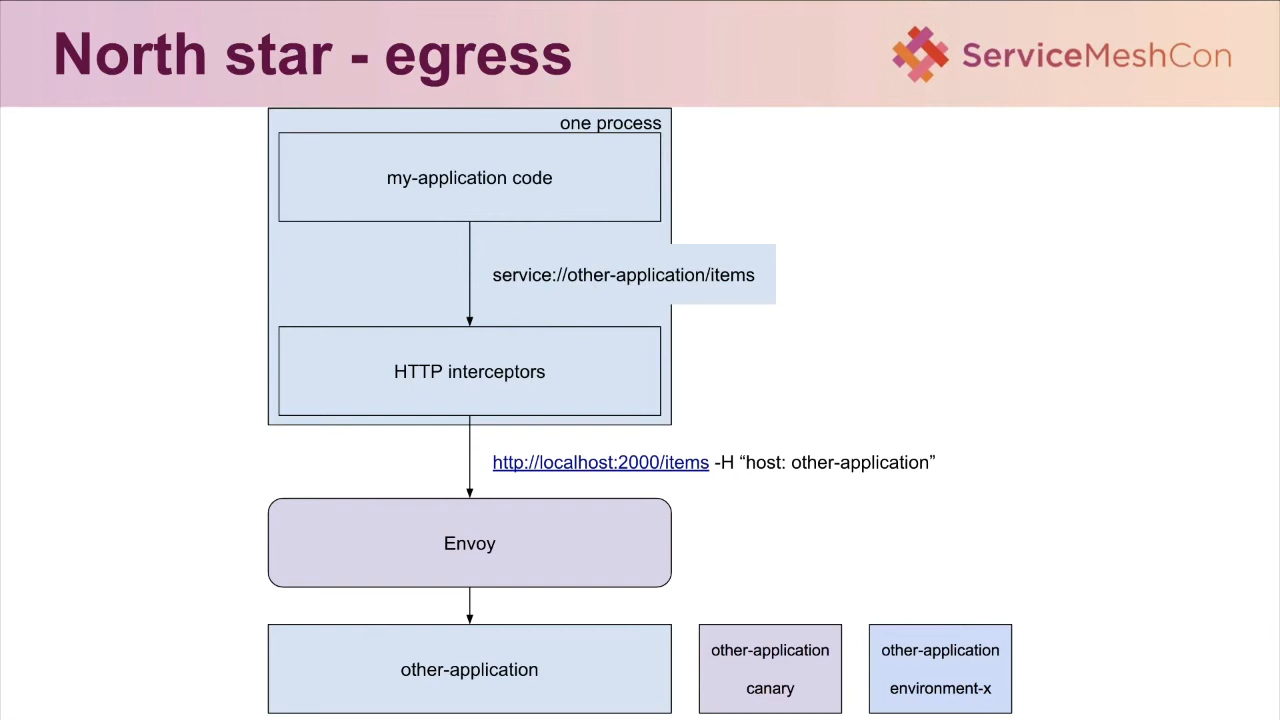 North star - egress
ServiceMeshCon
one process
my-application code
service://other-application/items
HTTP interceptors
http://localhost:2000/items -H “host: other-application”
Envoy
other-application
other-application
canary
other-application
environment-x